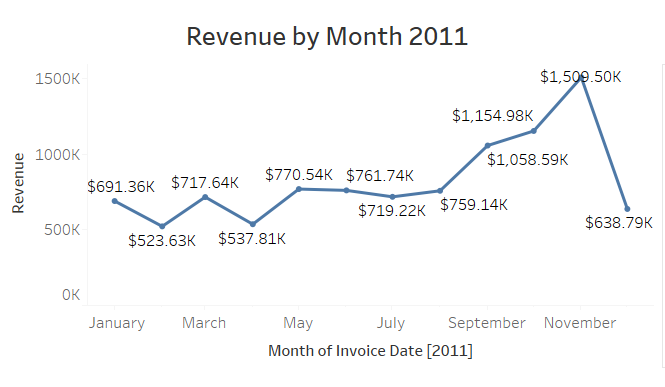 Revenue by Month 2011
Revenue
1500K
1000K
500K
0K
$691.36K
$523.63K
$717.64K
$537.81K
$770.54K
$761.74K
$719.22K
$759.14K
$1,058.59K
$1,154.98K
$1,509.50K
$638.79K
January
March
May
July
September
November
Month of Invoice Date [2011]